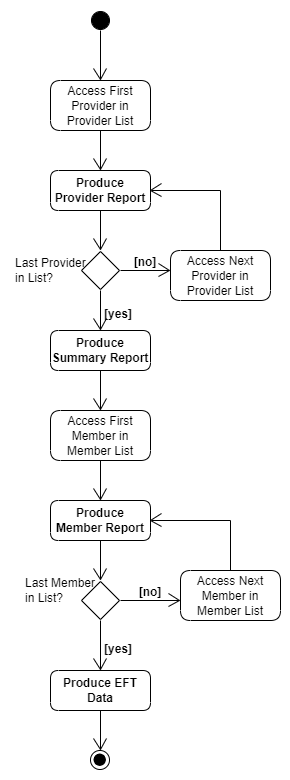 Access First
Provider in
Provider List
Produce
Provider Report
Last Provider
in List?
[no]
Access Next
Provider in
Provider List
[yes]
Produce
Summary Report
Access First
Member in
Member List
Produce
Member Report
Last Member
in List?
[no]
Access Next
Member in
Member List
[yes]
Produce EFT
Data